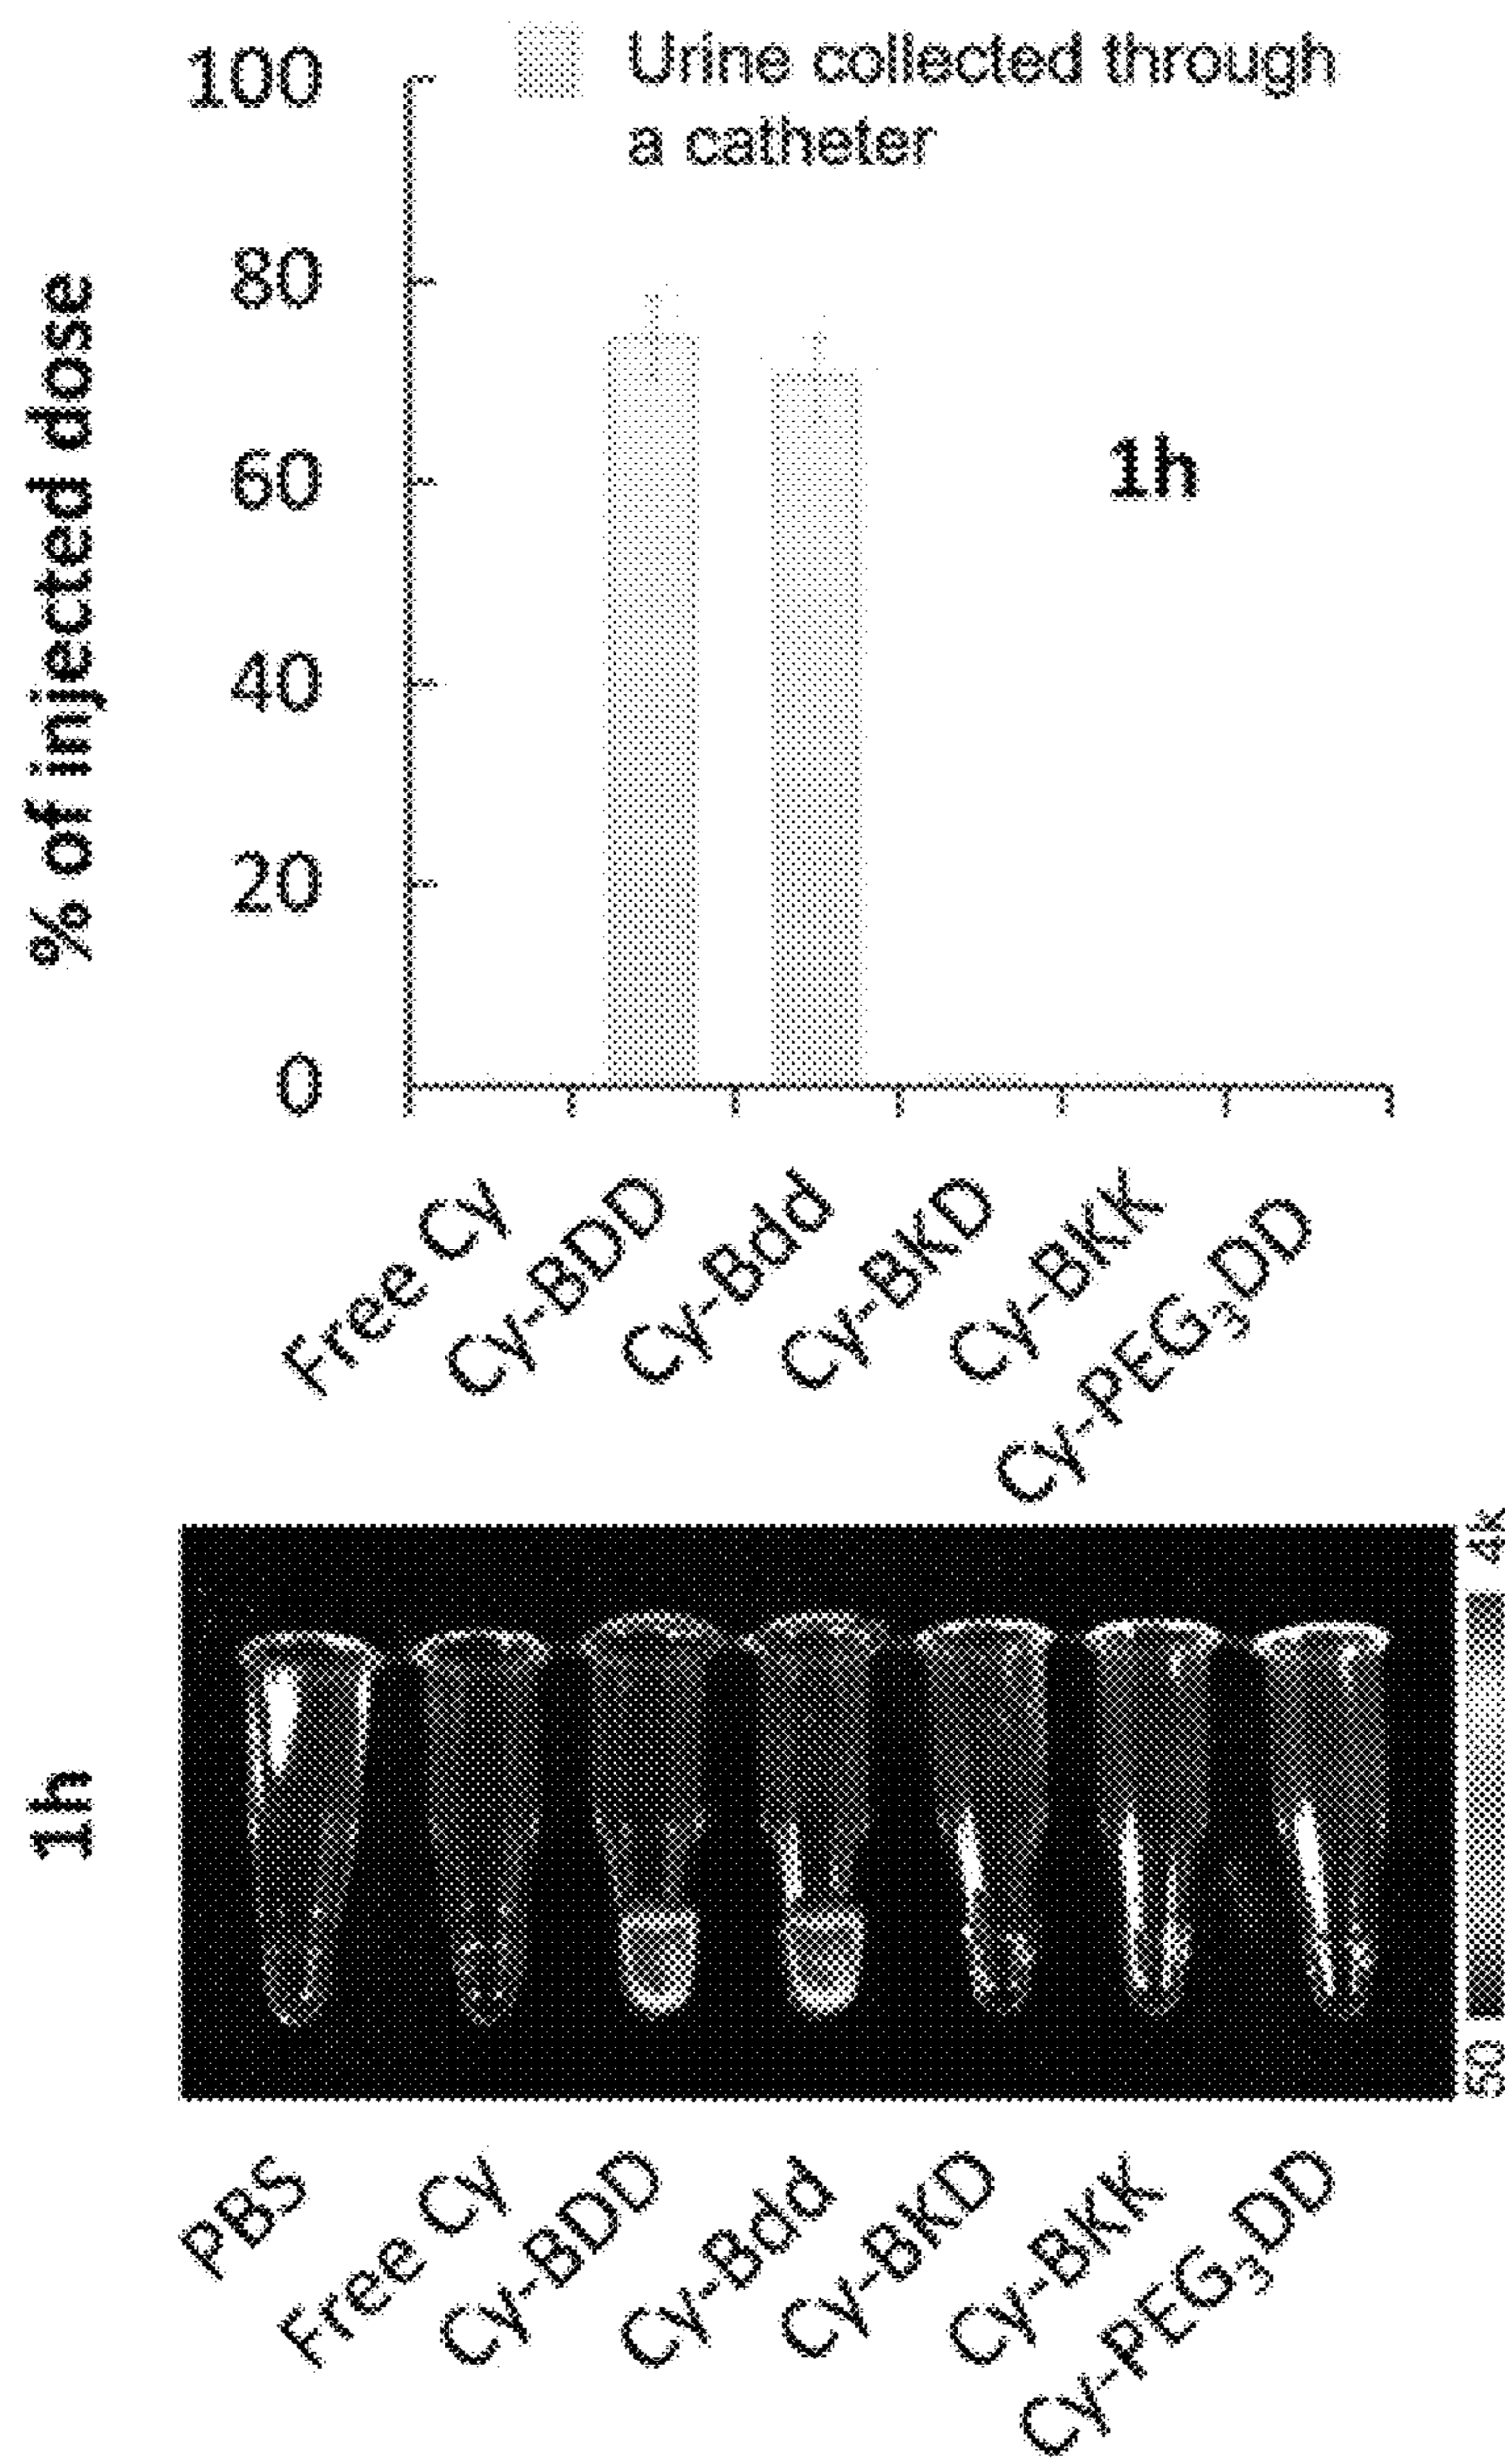 Urine collected through
a catheter
% of injected dose
100
80
60
40
20
0
1h
Free Cy
Cy-BDD
Cy-Bdd
Cy-BKD
Cy-BKK
Cy-PEG₃DD
1h
4k
50
PBS
Free Cy
Cy-BDD
Cy-Bdd
Cy-BKD
Cy-BKK
Cy-PEG₃DD